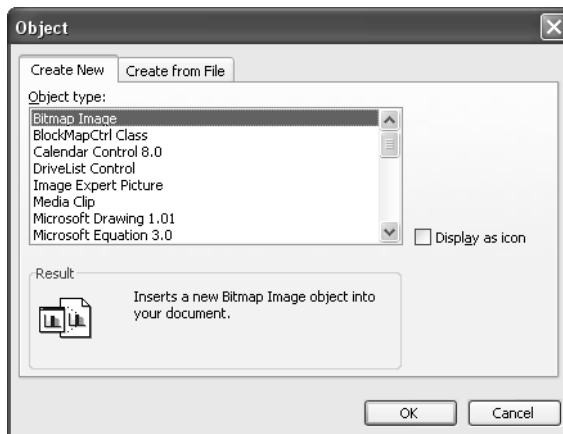 Object
Create New
Create from File
Object type:
Bitmap Image
BlockMapCtrl Class
Calendar Control 8.0
DriveList Control
Image Expert Picture
Media Clip
Microsoft Drawing 1.01
Microsoft Equation 3.0
Display as icon
Result
Inserts a new Bitmap Image object into
your document.
OK
Cancel